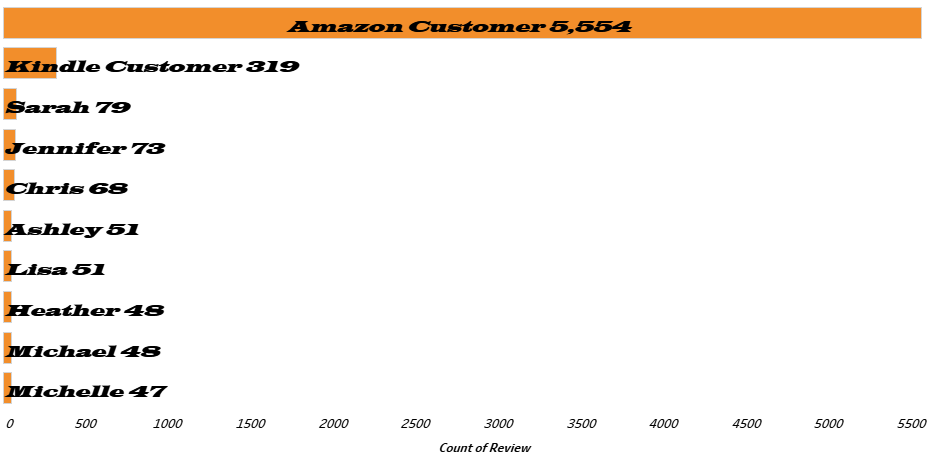 Amazon Customer 5,554
Kindle Customer 319
Sarah 79
Jennifer 73
Chris 68
Ashley 51
Lisa 51
Heather 48
Michael 48
Michelle 47
0 500 1000 1500 2000 2500 3000 3500 4000 4500 5000 5500
Count of Review